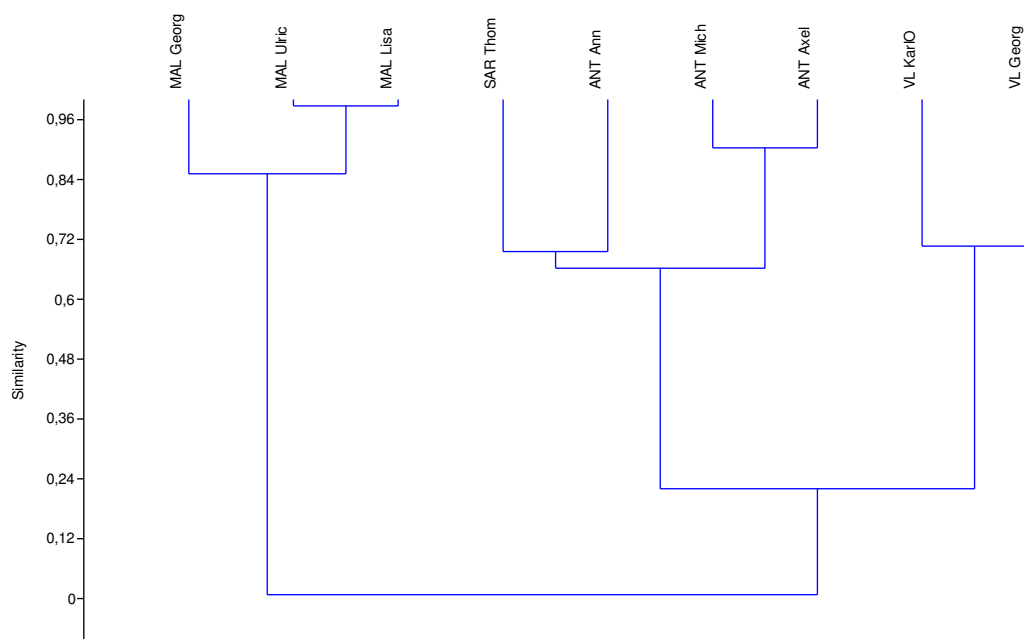 MAL Georg
MAL Ulric
MAL Lisa
SAR Thom
ANT Ann
ANT Mich
ANT Axel
VL KarlO
VL Georg
0,96
0,84
0,72
0,6
0,48
0,36
0,24
0,12
0
Similarity